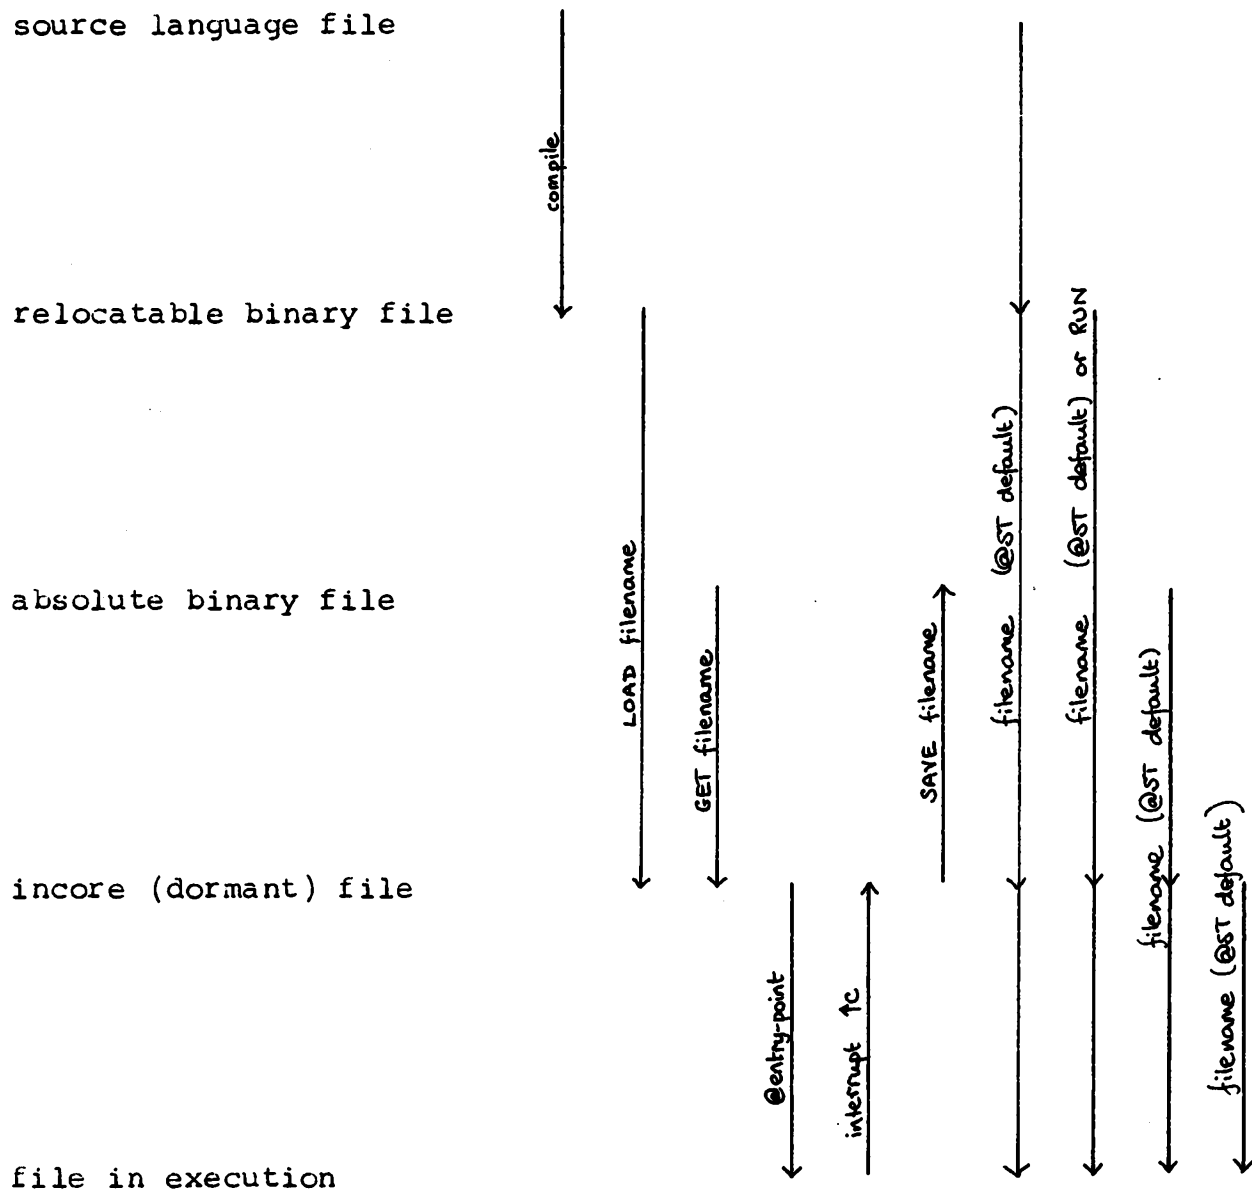 source language file
compile
relocatable binary file
LOAD filename
absolute binary file
GET filename
incore (dormant) file
@entry-point
interrupt ↑C
SAVE filename
filename (@ST default)
filename (@ST default) or RUN
filename (@ST default)
filename (@ST default)
file in execution